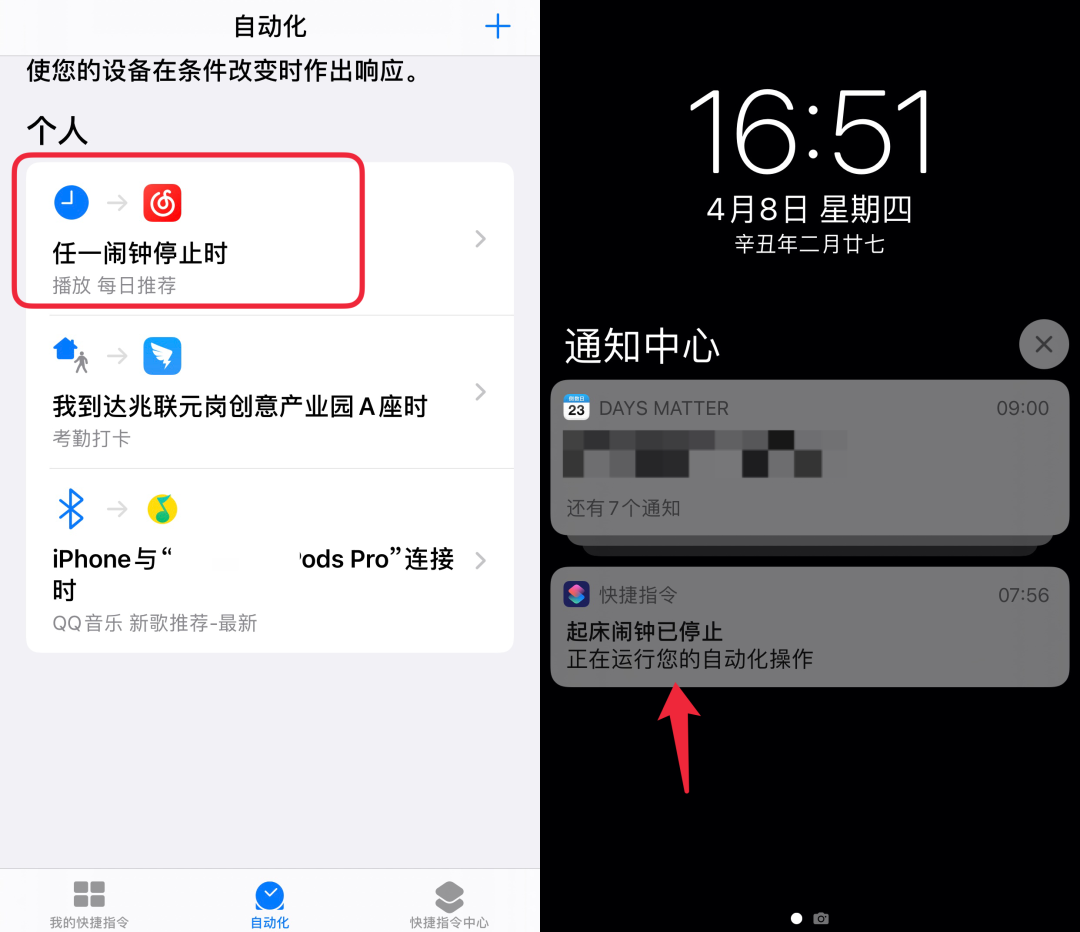 自动化
使您的设备在条件改变时作出响应。
个人
任一闹钟停止时
播放 每日推荐
我到达兆联元岗创意产业园A座时
考勤打卡
iPhone与“
ods Pro”连接
时
QQ音乐 新歌推荐-最新
我的快捷指令
自动化
快捷指令中心
16:51
4月8日 星期四
辛丑年二月廿七
通知中心
23
DAYS MATTER
09:00
还有7个通知
快捷指令
07:56
起床闹钟已停止
正在运行您的自动化操作